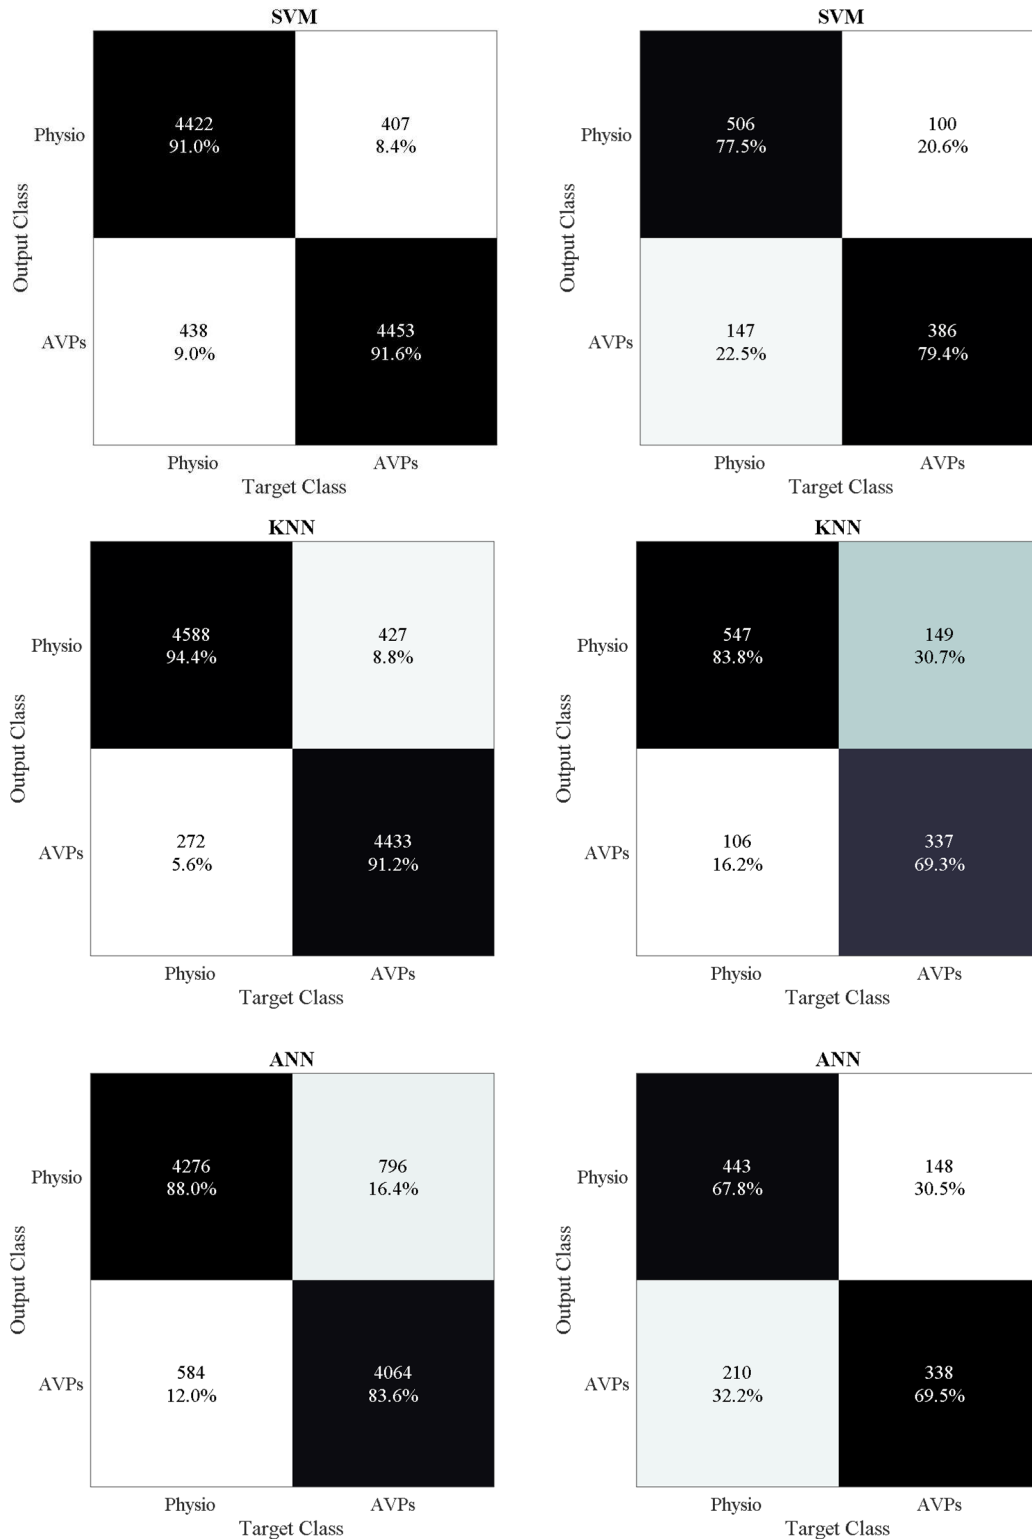 SVM
Output Class
Physio
4422
91.0%
407
8.4%
AVPs
438
9.0%
4453
91.6%
Physio
AVPs
Target Class
SVM
Output Class
Physio
506
77.5%
100
20.6%
AVPs
147
22.5%
386
79.4%
Physio
AVPs
Target Class
KNN
Output Class
Physio
4588
94.4%
427
8.8%
AVPs
272
5.6%
4433
91.2%
Physio
AVPs
Target Class
KNN
Output Class
Physio
547
83.8%
149
30.7%
AVPs
106
16.2%
337
69.3%
Physio
AVPs
Target Class
ANN
Output Class
Physio
4276
88.0%
796
16.4%
AVPs
584
12.0%
4064
83.6%
Physio
AVPs
Target Class
ANN
Output Class
Physio
443
67.8%
148
30.5%
AVPs
210
32.2%
338
69.5%
Physio
AVPs
Target Class